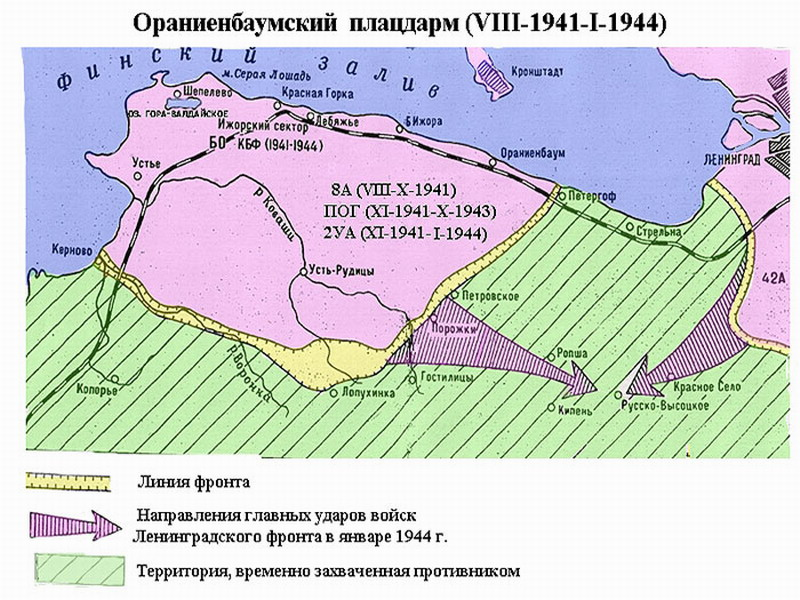 Ораниенбаумский плацдарм (VIII-1941-I-1944)
Финский залив
м. Серая Лошадь
Кронштадт
Шепелево
Красная Горка
оз. ГОРА-ВАЛДАЙСКОЕ
Лебяжье
Б Ижора
Ижорский сектор
БО КБФ (1941-1944)
Ораниенбаум
ЛЕНИНГРАД
Устье
р. Коваши
8А (VIII-X-1941)
ПОГ (XI-1941-X-1943)
2УА (XI-1941-I-1944)
Петергоф
Стрельна
Керново
Усть-Рудицы
42А
Петровское
Порожки
Ропша
р. Воронка
Гостилицы
Копорье
Лопухинка
Красное Село
Кипень
Русско-Высоцкое
Линия фронта
Направления главных ударов войск
Ленинградского фронта в январе 1944 г.
Территория, временно захваченная противником